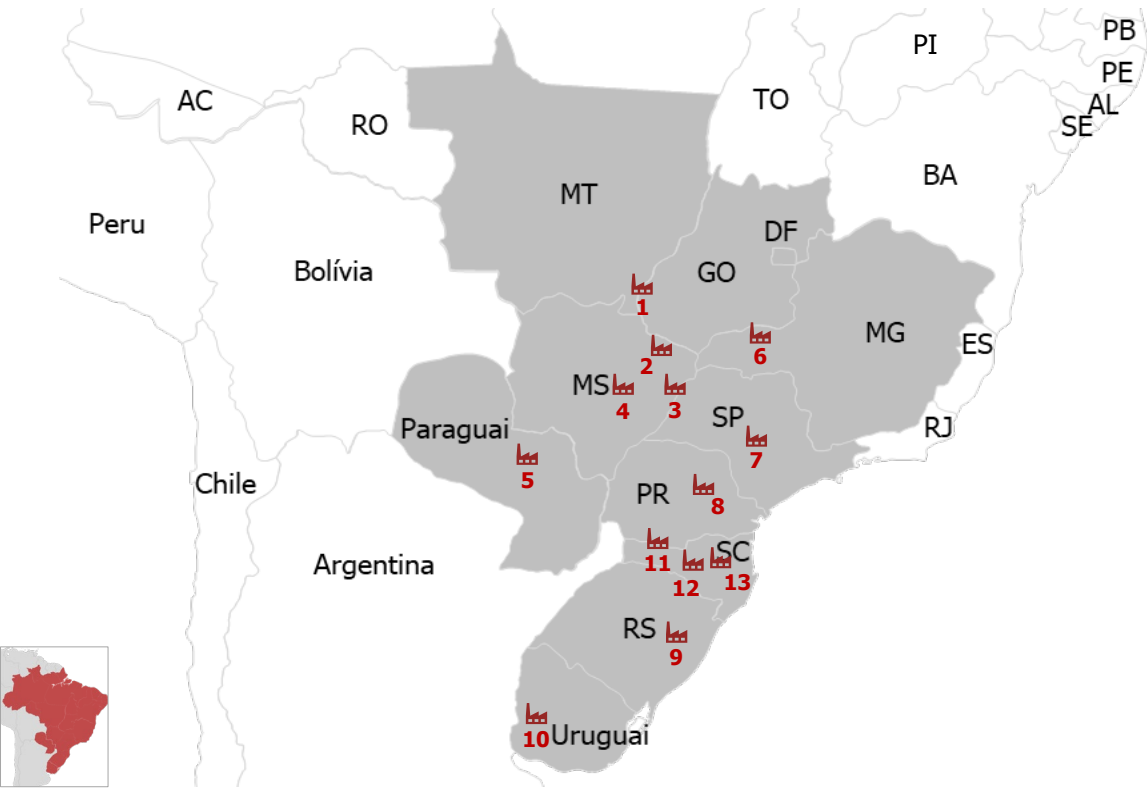 PB
PI
PE
AC
TO
AL
RO
SE
BA
MT
Peru
DF
Bolívia
GO
1
MG
ES
6
2
MS
4
3
SP
RJ
Paraguai
7
5
Chile
PR
8
SC
11
Argentina
12
13
RS
9
10
Uruguai